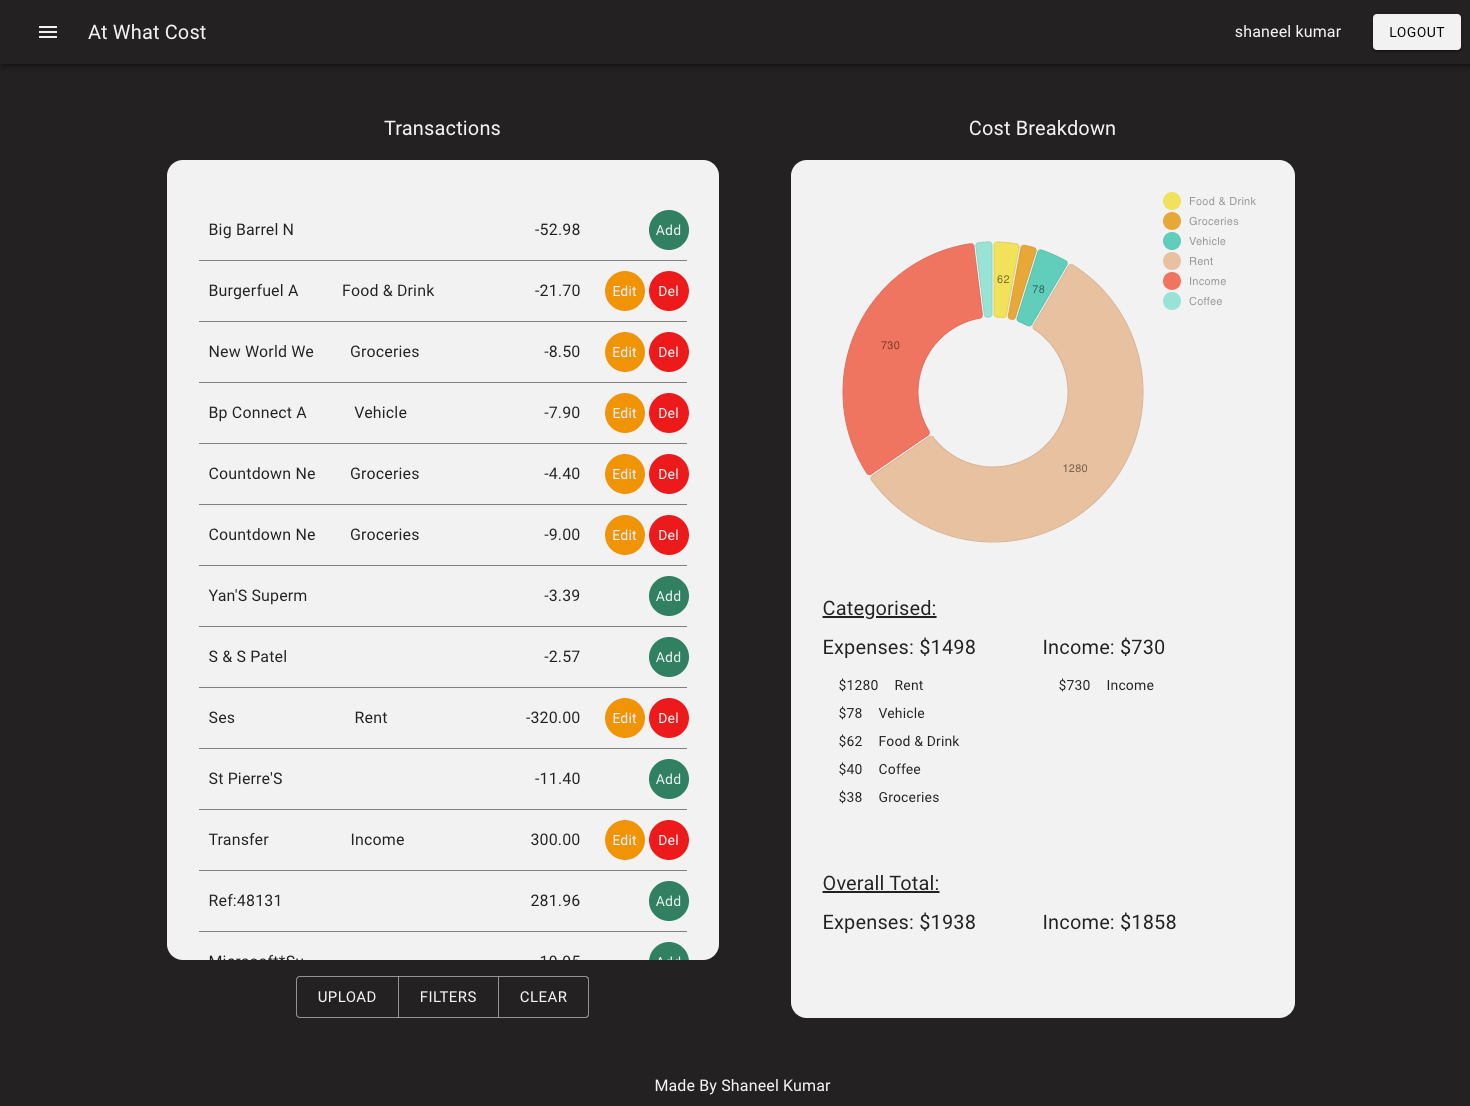 At What Cost
shaneel kumar
LOGOUT
Transactions
Big Barrel N -52.98 Add
Burgerfuel A Food & Drink -21.70 Edit Del
New World We Groceries -8.50 Edit Del
Bp Connect A Vehicle -7.90 Edit Del
Countdown Ne Groceries -4.40 Edit Del
Countdown Ne Groceries -9.00 Edit Del
Yan'S Superm -3.39 Add
S & S Patel -2.57 Add
Ses Rent -320.00 Edit Del
St Pierre'S -11.40 Add
Transfer Income 300.00 Edit Del
Ref:48131 281.96 Add
UPLOAD FILTERS CLEAR
Cost Breakdown
Food & Drink
Groceries
Vehicle
Rent
Income
Coffee
62
78
730
1280
Categorised:
Expenses: $1498 Income: $730
$1280 Rent $730 Income
$78 Vehicle
$62 Food & Drink
$40 Coffee
$38 Groceries
Overall Total:
Expenses: $1938 Income: $1858
Made By Shaneel Kumar